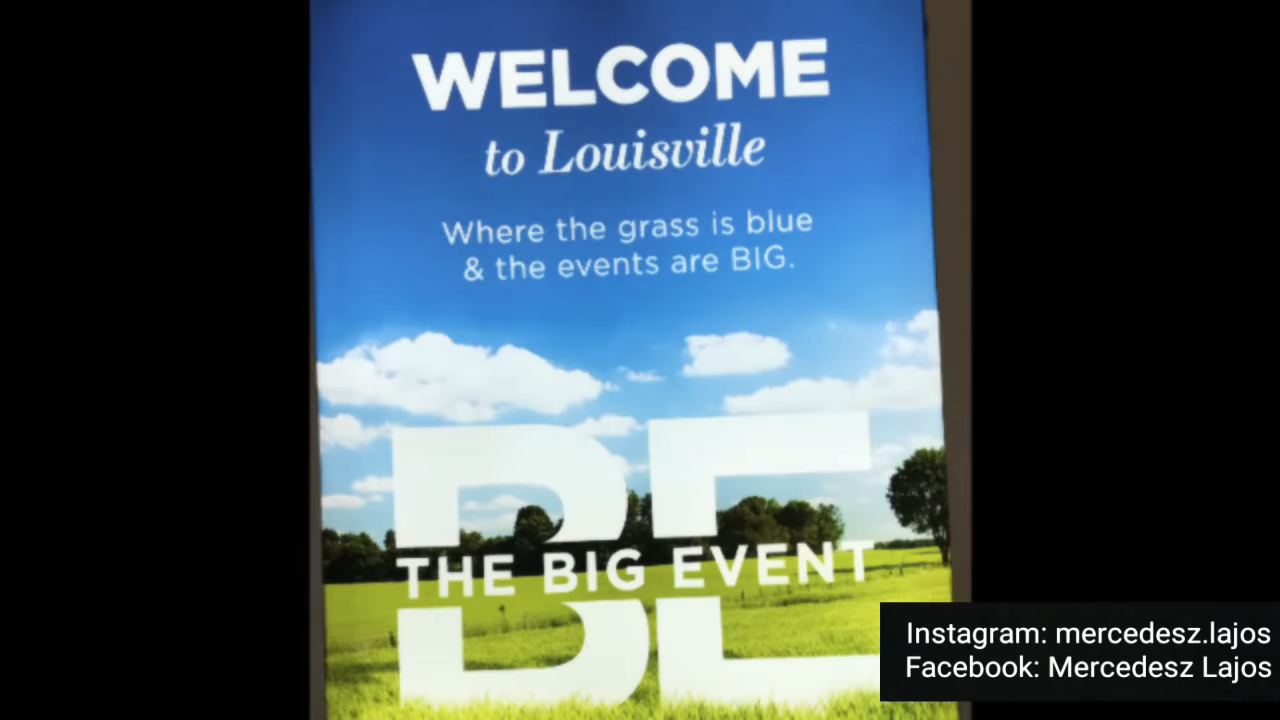 WELCOME
to Louisville
Where the grass is blue
& the events are BIG.
BE
THE BIG EVENT
Instagram: mercedesz.lajos
Facebook: Mercedesz Lajos